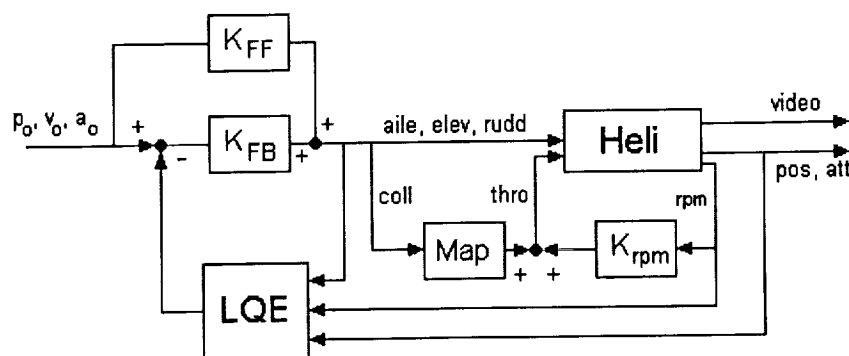 K_FF
video
p_o, v_o, a_o
+
+
aile, elev, rudd
Heli
-
K_FB
+
pos, att
coll
thro
rpm
Map
K_rpm
+
+
LQE